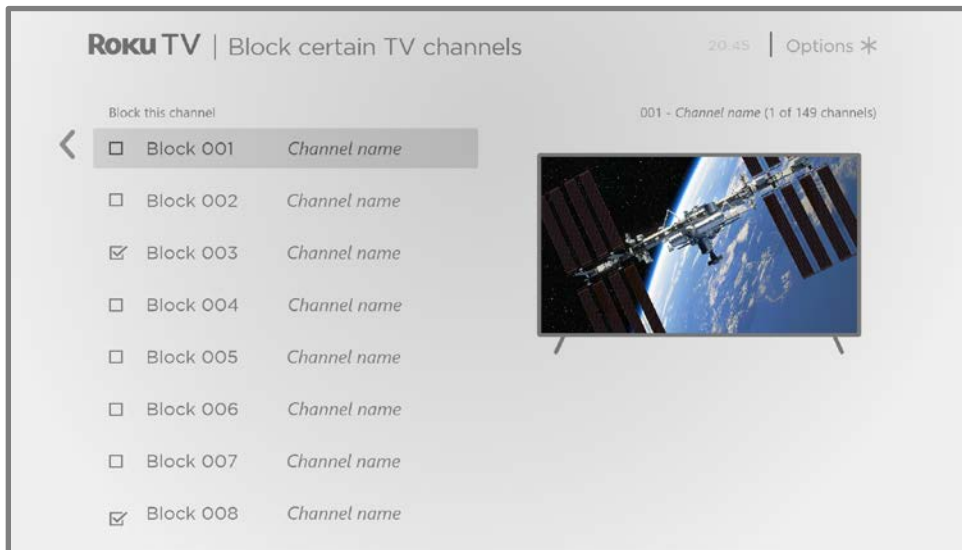 Roku TV | Block certain TV channels
20.45 | Options *
Block this channel
001 - Channel name (1 of 149 channels)
Block 001 Channel name
Block 002 Channel name
Block 003 Channel name
Block 004 Channel name
Block 005 Channel name
Block 006 Channel name
Block 007 Channel name
Block 008 Channel name